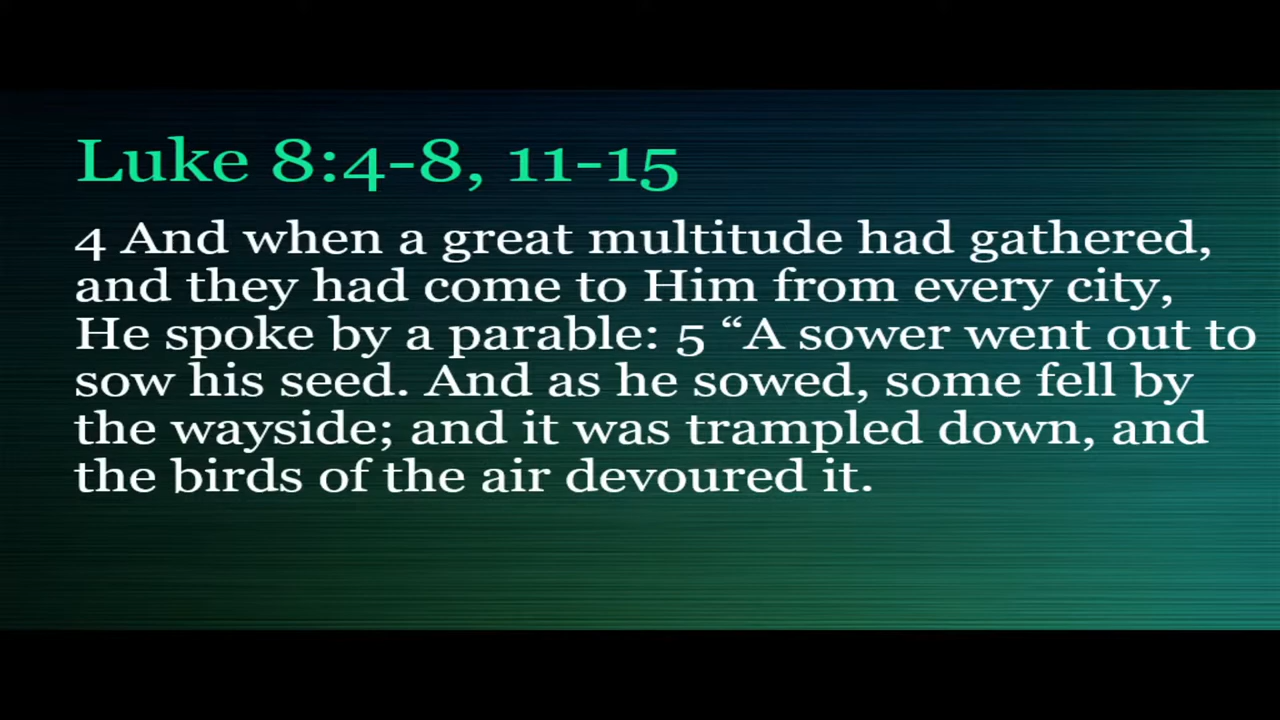 Luke 8:4-8, 11-15
4 And when a great multitude had gathered,
and they had come to Him from every city,
He spoke by a parable: 5 “A sower went out to
sow his seed. And as he sowed, some fell by
the wayside; and it was trampled down, and
the birds of the air devoured it.